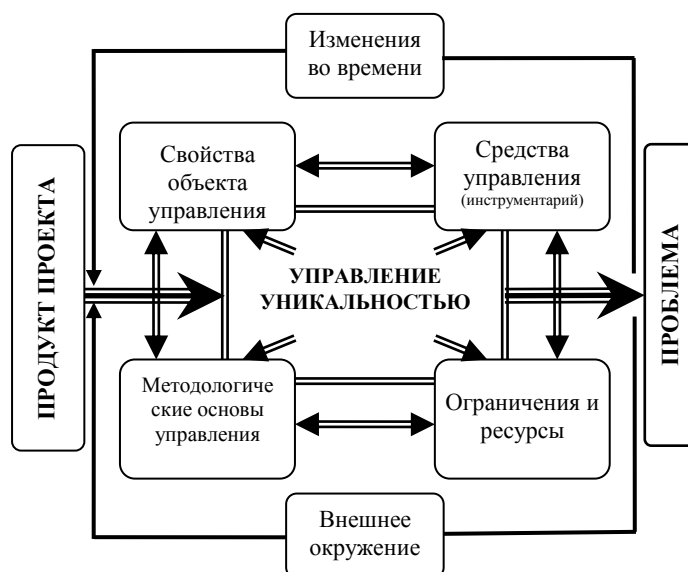 Изменения
во времени
Свойства
объекта
управления
Средства
управления
(инструментарий)
ПРОДУКТ ПРОЕКТА
УПРАВЛЕНИЕ
УНИКАЛЬНОСТЬЮ
ПРОБЛЕМА
Методологиче
ские основы
управления
Ограничения и
ресурсы
Внешнее
окружение